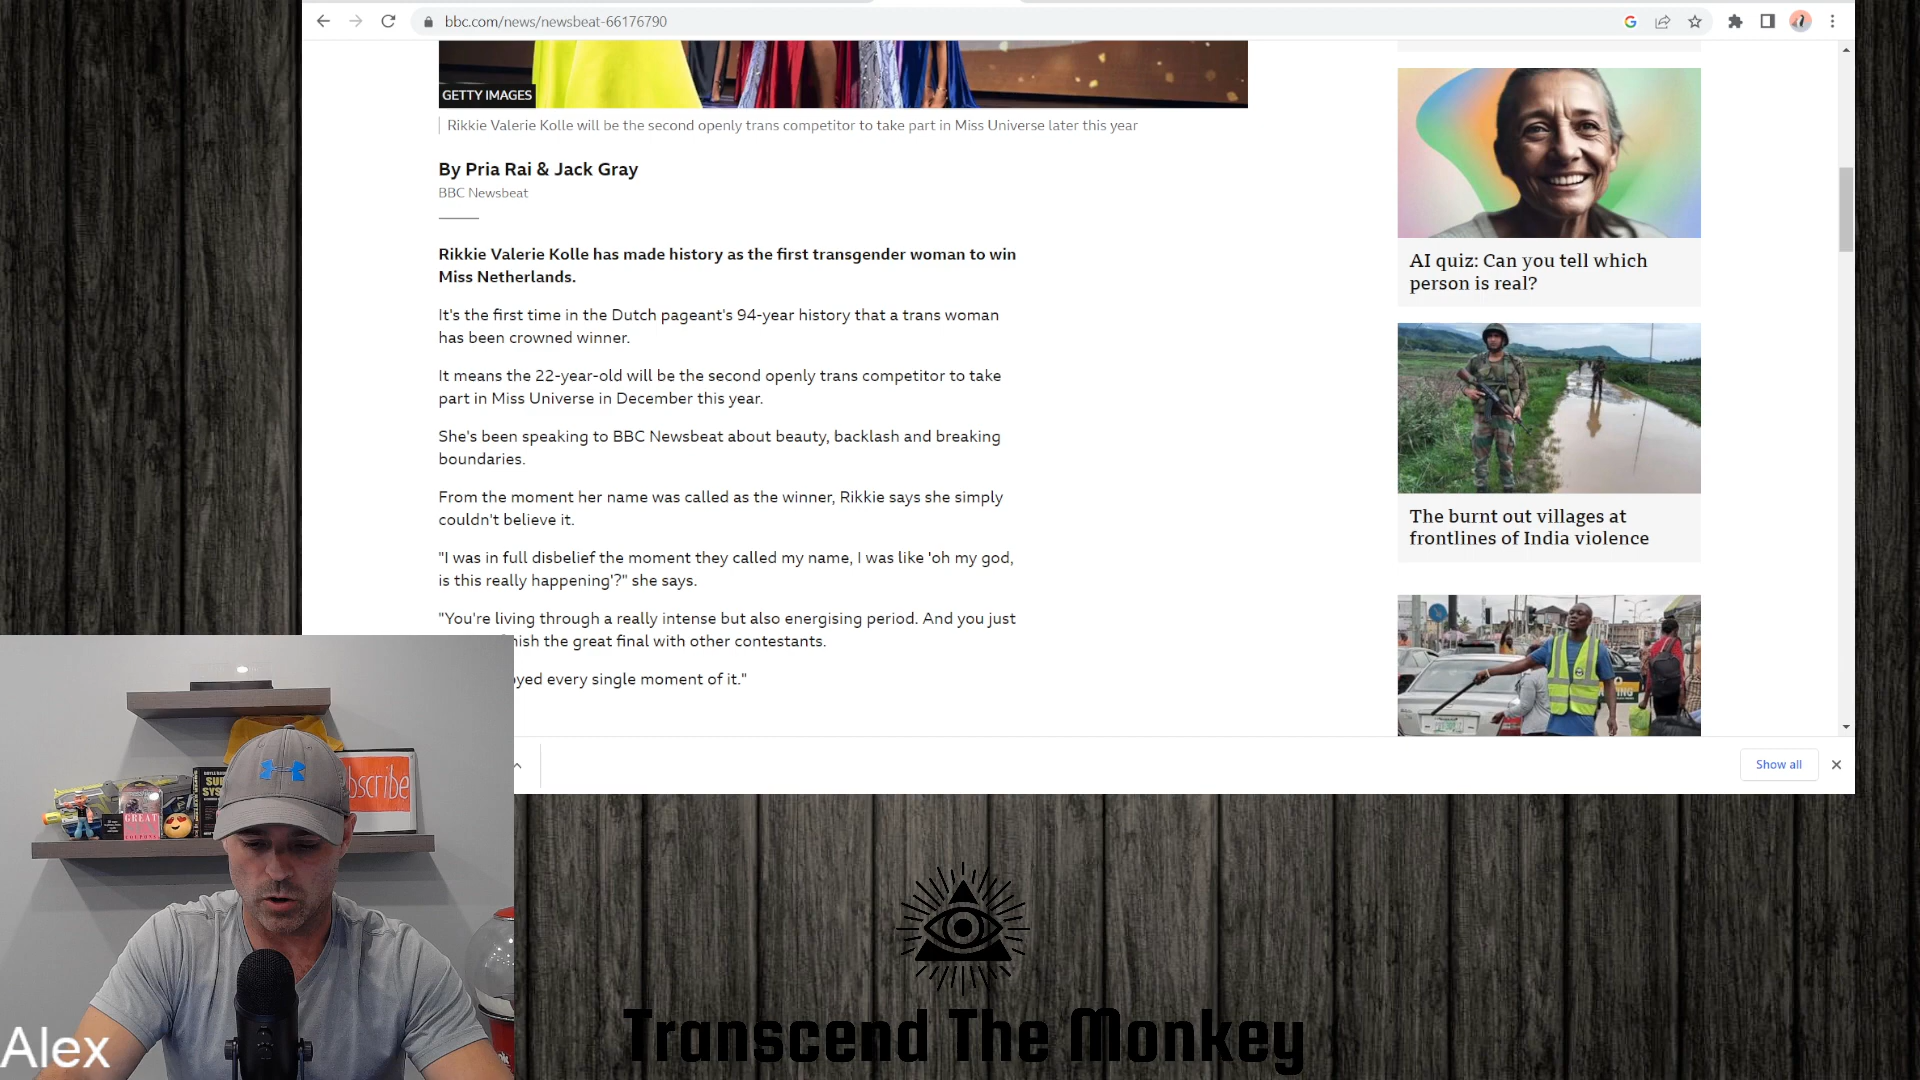 bbc.com/news/newsbeat-66176790
GETTY IMAGES
Rikkie Valerie Kolle will be the second openly trans competitor to take part in Miss Universe later this year
By Pria Rai & Jack Gray
BBC Newsbeat
Rikkie Valerie Kolle has made history as the first transgender woman to win
Miss Netherlands.
It's the first time in the Dutch pageant's 94-year history that a trans woman
has been crowned winner.
It means the 22-year-old will be the second openly trans competitor to take
part in Miss Universe in December this year.
She's been speaking to BBC Newsbeat about beauty, backlash and breaking
boundaries.
From the moment her name was called as the winner, Rikkie says she simply
couldn't believe it.
"I was in full disbelief the moment they called my name, I was like 'oh my god,
is this really happening'?" she says.
"You're living through a really intense but also energising period. And you just
nish the great final with other contestants.
oyed every single moment of it."
AI quiz: Can you tell which
person is real?
The burnt out villages at
frontlines of India violence
Show all
bscribe
SU
SYS
GREAT
Alex
Transcend The Monkey